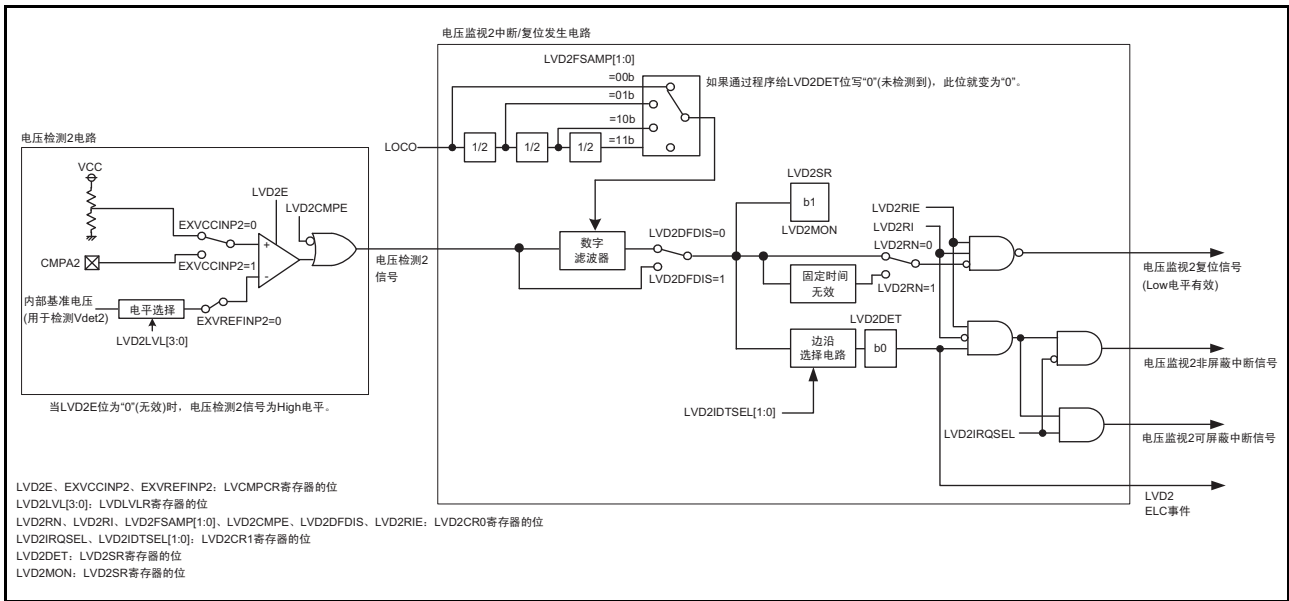 电压监视2中断/复位发生电路
LVD2FSAMP[1:0]
=00b
=01b
=10b
=11b
如果通过程序给LVD2DET位写“0”(未检测到)，此位就变为“0”。
LOCO
1/2
1/2
1/2
电压检测2电路
VCC
LVD2E
LVD2CMPE
EXVCCINP2=0
+
CMPA2
EXVCCINP2=1
-
内部基准电压
(用于检测Vdet2)
电平选择
EXVREFINP2=0
LVD2LVL[3:0]
当LVD2E位为“0”(无效)时，电压检测2信号为High电平。
电压检测2
信号
数字
滤波器
LVD2DFDIS=0
LVD2DFDIS=1
LVD2SR
b1
LVD2MON
LVD2RIE
LVD2RI
LVD2RN=0
固定时间
无效
LVD2RN=1
电压监视2复位信号
(Low电平有效)
LVD2DET
边沿
选择电路
b0
LVD2IDTSEL[1:0]
电压监视2非屏蔽中断信号
LVD2IRQSEL
电压监视2可屏蔽中断信号
LVD2
ELC事件
LVD2E、EXVCCINP2、EXVREFINP2：LVCMPCR寄存器的位
LVD2LVL[3:0]：LVDLVLR寄存器的位
LVD2RN、LVD2RI、LVD2FSAMP[1:0]、LVD2CMPE、LVD2DFDIS、LVD2RIE：LVD2CR0寄存器的位
LVD2IRQSEL、LVD2IDTSEL[1:0]：LVD2CR1寄存器的位
LVD2DET：LVD2SR寄存器的位
LVD2MON：LVD2SR寄存器的位